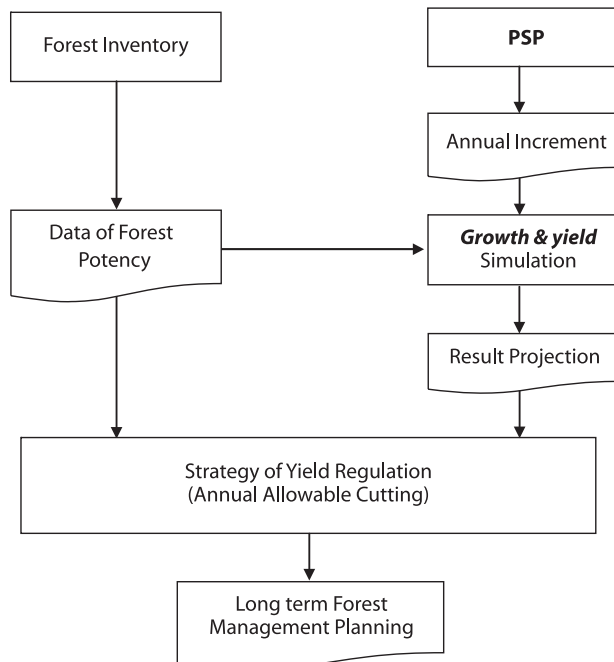 Forest Inventory
PSP
Annual Increment
Data of Forest
Potency
Growth & yield
Simulation
Result Projection
Strategy of Yield Regulation
(Annual Allowable Cutting)
Long term Forest
Management Planning